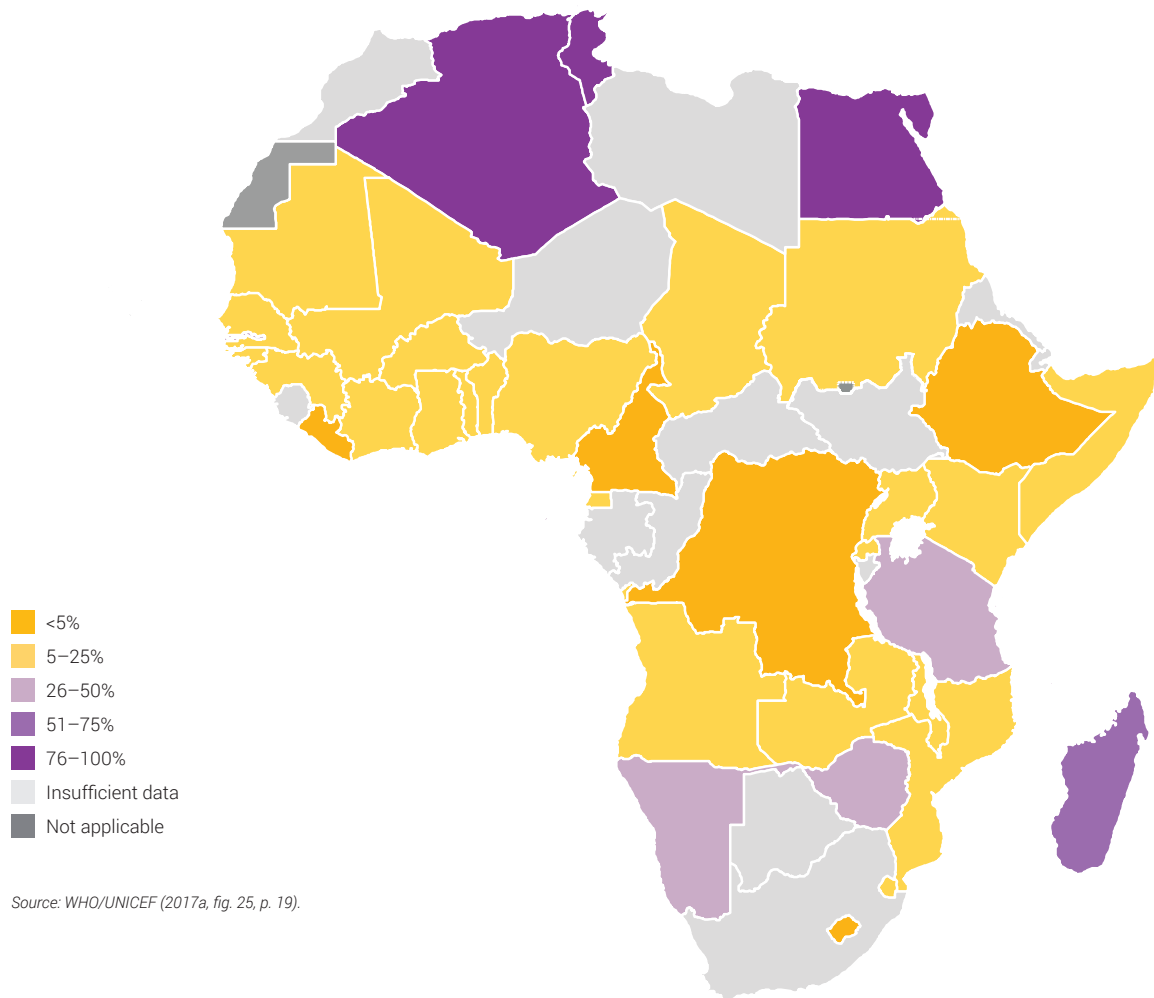 <5%
5–25%
26–50%
51–75%
76–100%
Insufficient data
Not applicable
Source: WHO/UNICEF (2017a, fig. 25, p. 19).